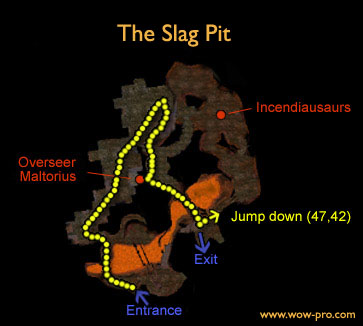 The Slag Pit
Incendiausaurs
Overseer
Maltorius
Jump down (47,42)
Exit
Entrance
www.wow-pro.com